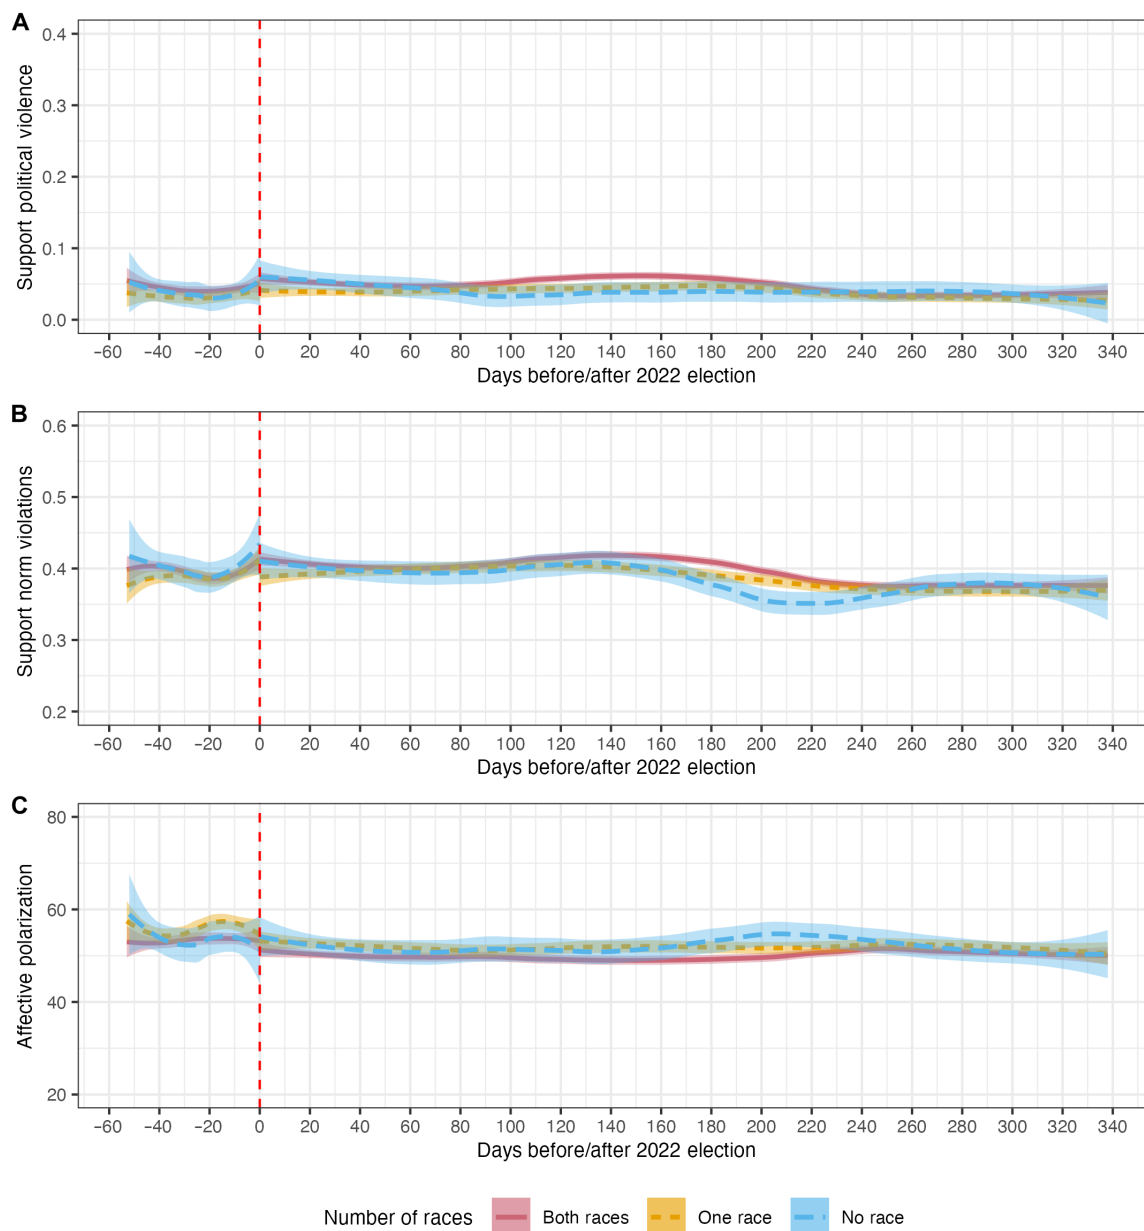 A
Support political violence
0.4
0.3
0.2
0.1
0.0
−60 −40 −20 0 20 40 60 80 100 120 140 160 180 200 220 240 260 280 300 320 340
Days before/after 2022 election
B
Support norm violations
0.6
0.5
0.4
0.3
0.2
−60 −40 −20 0 20 40 60 80 100 120 140 160 180 200 220 240 260 280 300 320 340
Days before/after 2022 election
C
Affective polarization
80
60
40
20
−60 −40 −20 0 20 40 60 80 100 120 140 160 180 200 220 240 260 280 300 320 340
Days before/after 2022 election
Number of races Both races One race No race